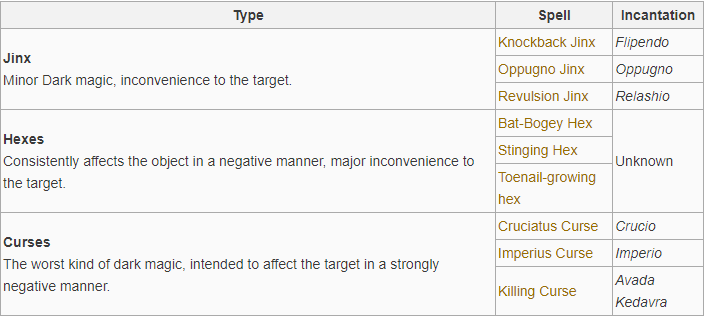 Type Spell Incantation
Jinx
Minor Dark magic, inconvenience to the target.
Knockback Jinx Flipendo
Oppugno Jinx Oppugno
Revulsion Jinx Relashio
Hexes
Consistently affects the object in a negative manner, major inconvenience to
the target.
Bat-Bogey Hex
Stinging Hex
Toenail-growing
hex
Unknown
Curses
The worst kind of dark magic, intended to affect the target in a strongly
negative manner.
Cruciatus Curse Crucio
Imperius Curse Imperio
Killing Curse Avada
Kedavra